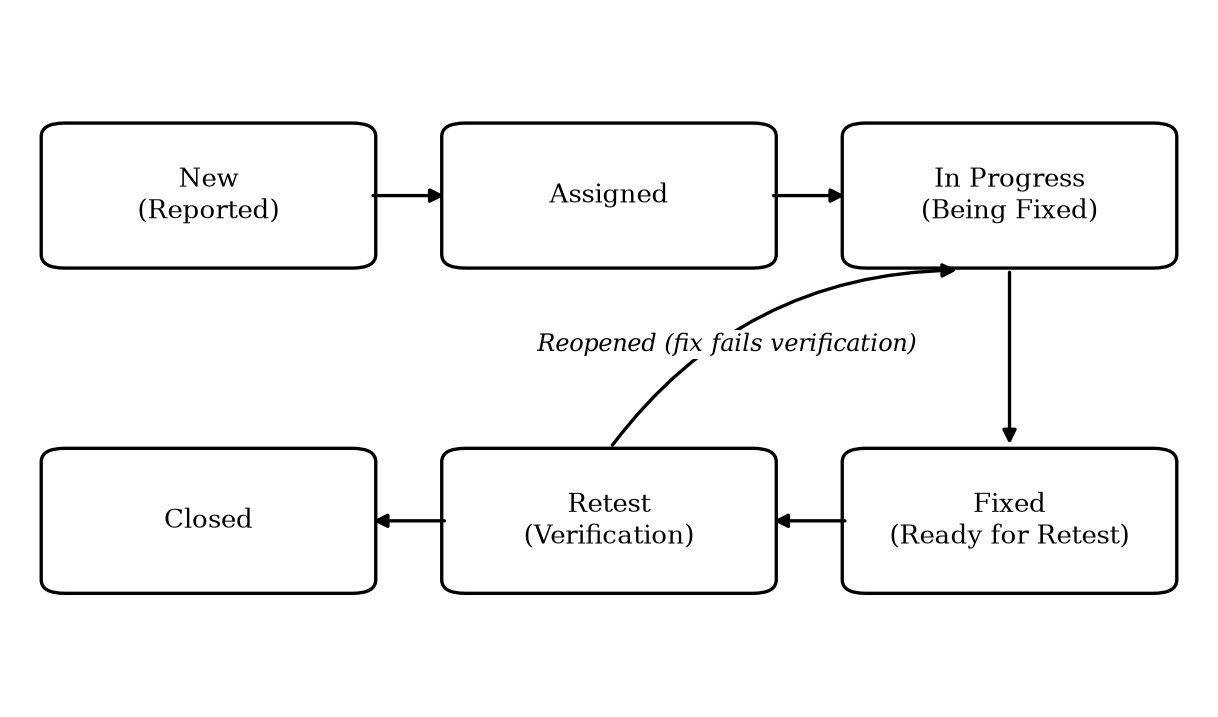 New
(Reported)
Assigned
In Progress
(Being Fixed)
Reopened (fix fails verification)
Closed
Retest
(Verification)
Fixed
(Ready for Retest)